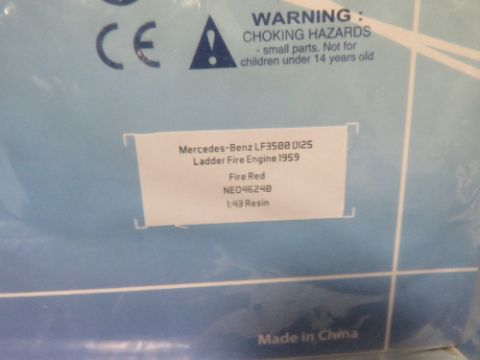 WARNING :
CHOKING HAZARDS
- small parts. Not for
children under 14 years old
CE
Mercedes-Benz LF3500 Dl25
Ladder Fire Engine 1959
Fire Red
NEO46240
1:43 Resin
Made in China